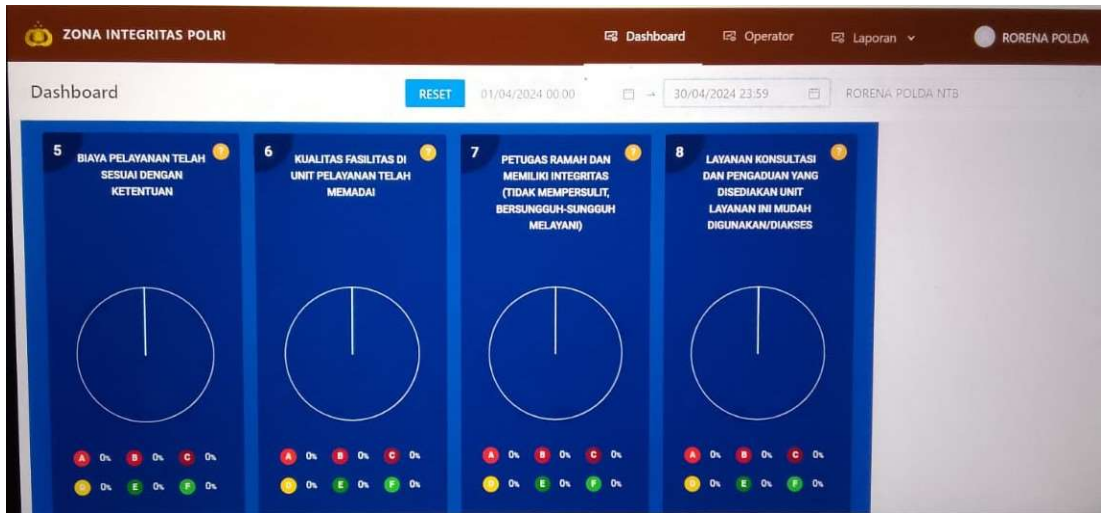 ZONA INTEGRITAS POLRI
Dashboard
Operator
Laporan
RORENA POLDA
Dashboard
RESET
01/04/2024 00:00
30/04/2024 23:59
RORENA POLDA NTB
5
BIAYA PELAYANAN TELAH
SESUAI DENGAN
KETENTUAN
?
A 0% B 0% C 0%
D 0% E 0% F 0%
6
KUALITAS FASILITAS DI
UNIT PELAYANAN TELAH
MEMADAI
?
A 0% B 0% C 0%
D 0% E 0% F 0%
7
PETUGAS RAMAH DAN
MEMILIKI INTEGRITAS
(TIDAK MEMPERSULIT,
BERSUNGGUH-SUNGGUH
MELAYANI)
?
A 0% B 0% C 0%
D 0% E 0% F 0%
8
LAYANAN KONSULTASI
DAN PENGADUAN YANG
DISEDIAKAN UNIT
LAYANAN INI MUDAH
DIGUNAKAN/DIAKSES
?
A 0% B 0% C 0%
D 0% E 0% F 0%